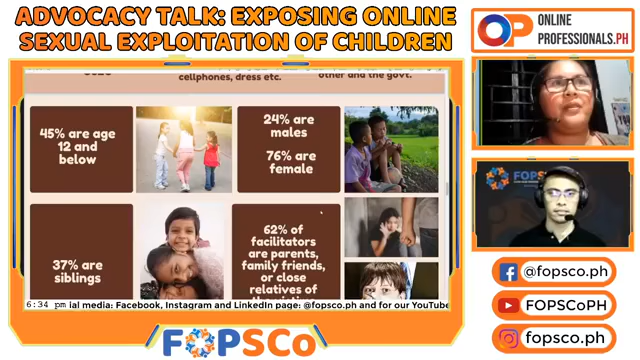 ADVOCACY TALK: EXPOSING ONLINE
SEXUAL EXPLOITATION OF CHILDREN
OP ONLINE
PROFESSIONALS.PH
cellphones, dress etc.
other and the govt.
45% are age
12 and
below
24% are
males
76% are
female
37% are
siblings
62% of
facilitators
are parents,
family friends,
or close
relatives of
FOPS
6:34 pm ial media: Facebook, Instagram and LinkedIn page: @fopsco.ph and for our YouTube
@fopsco.ph
FOPSCoPH
fopsco.ph
FOPSCo